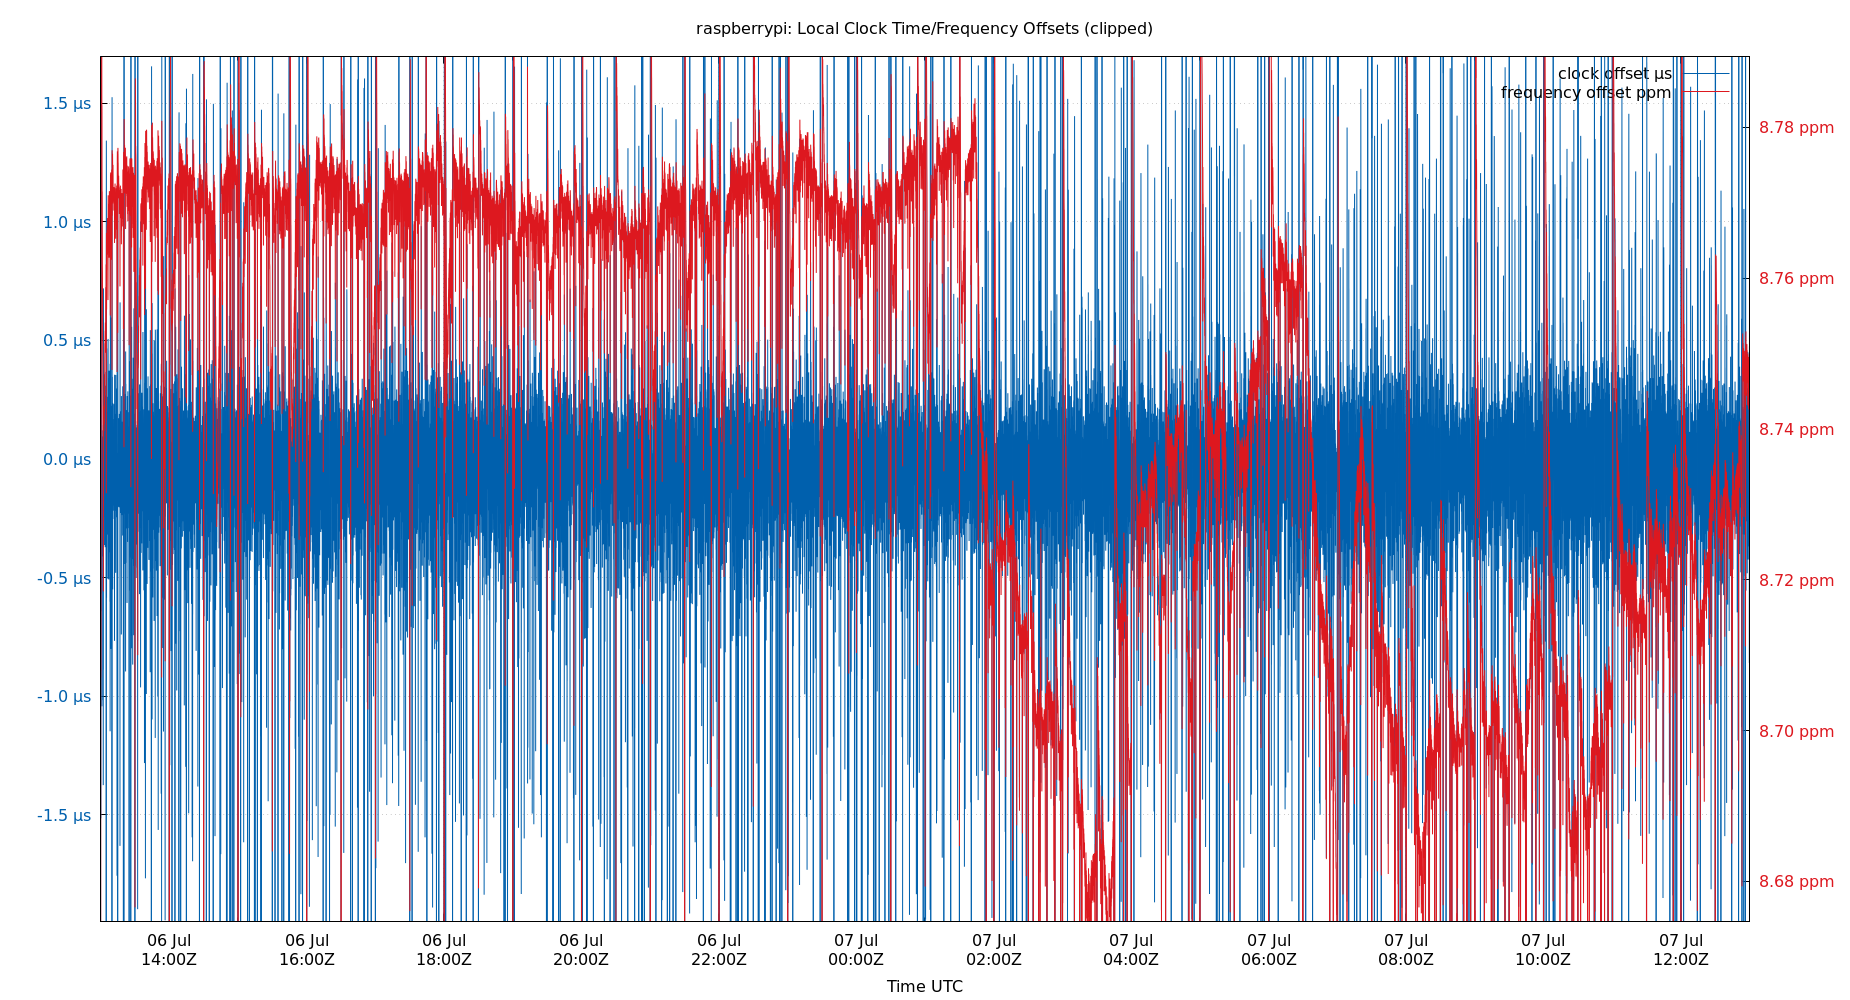 raspberrypi: Local Clock Time/Frequency Offsets (clipped)
clock offset μs
frequency offset ppm
1.5 μs
1.0 μs
0.5 μs
0.0 μs
-0.5 μs
-1.0 μs
-1.5 μs
8.78 ppm
8.76 ppm
8.74 ppm
8.72 ppm
8.70 ppm
8.68 ppm
06 Jul 06 Jul 06 Jul 06 Jul 06 Jul 07 Jul 07 Jul 07 Jul 07 Jul 07 Jul 07 Jul 07 Jul
14:00Z 16:00Z 18:00Z 20:00Z 22:00Z 00:00Z 02:00Z 04:00Z 06:00Z 08:00Z 10:00Z 12:00Z
Time UTC